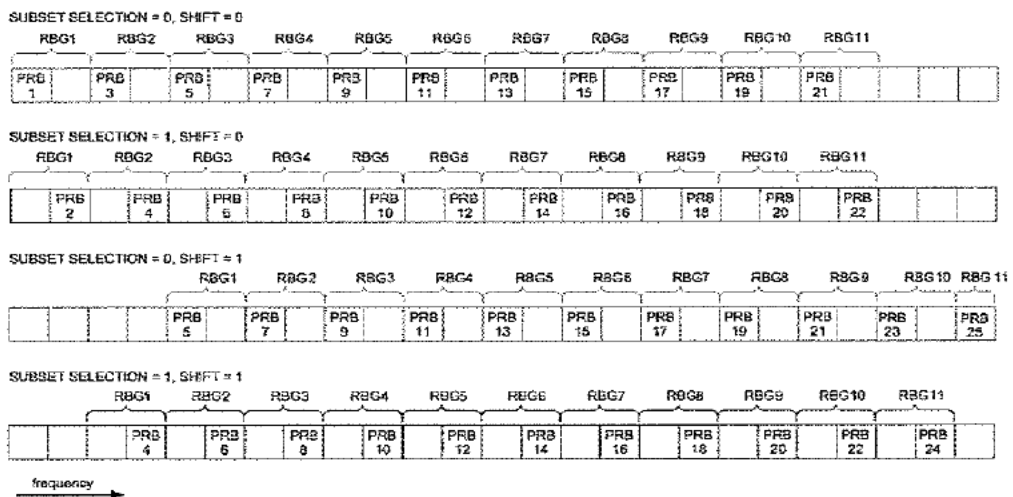 SUBSET SELECTION = 0, SHIFT = 0
RBG1 RBG2 RBG3 RBG4 RBG5 RBG6 RBG7 RBG8 RBG9 RBG10 RBG11
PRB PRB PRB PRB PRB PRB PRB PRB PRB PRB PRB
1 3 5 7 9 11 13 15 17 19 21
SUBSET SELECTION = 1, SHIFT = 0
RBG1 RBG2 RBG3 RBG4 RBG5 RBG6 RBG7 RBG8 RBG9 RBG10 RBG11
PRB PRB PRB PRB PRB PRB PRB PRB PRB PRB PRB
2 4 6 8 10 12 14 16 18 20 22
SUBSET SELECTION = 0, SHIFT = 1
RBG1 RBG2 RBG3 RBG4 RBG5 RBG6 RBG7 RBG8 RBG9 RBG10 RBG11
PRB PRB PRB PRB PRB PRB PRB PRB PRB PRB PRB
5 7 9 11 13 15 17 19 21 23 25
SUBSET SELECTION = 1, SHIFT = 1
RBG1 RBG2 RBG3 RBG4 RBG5 RBG6 RBG7 RBG8 RBG9 RBG10 RBG11
PRB PRB PRB PRB PRB PRB PRB PRB PRB PRB PRB
4 6 8 10 12 14 16 18 20 22 24
frequency